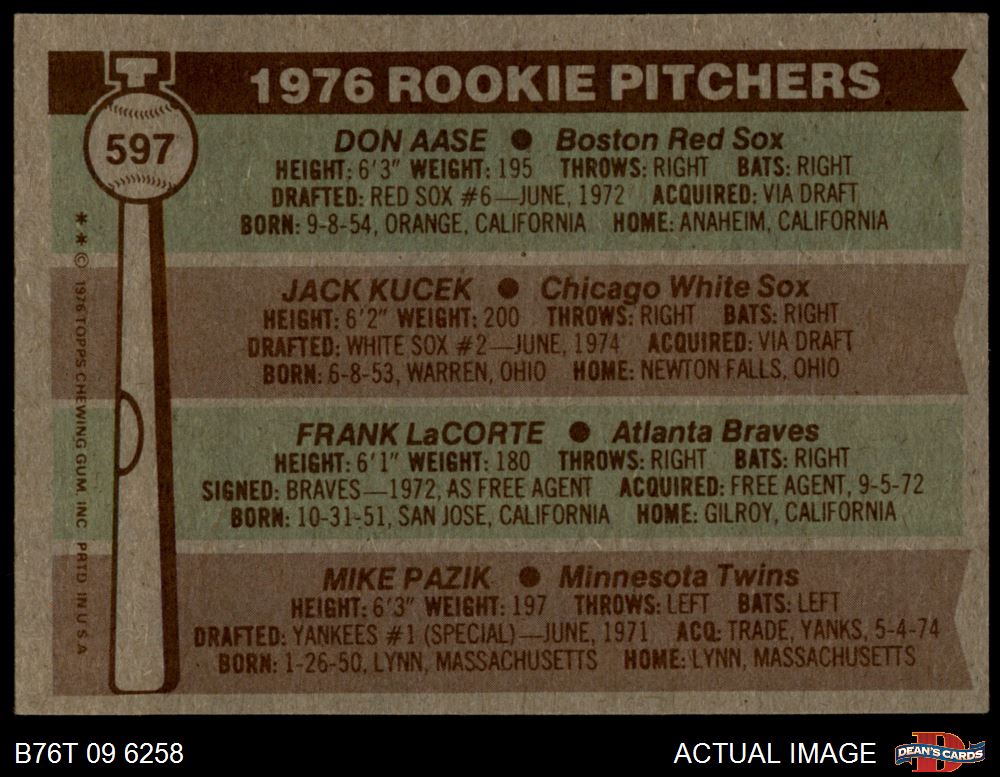 1976 ROOKIE PITCHERS
597
DON AASE ● Boston Red Sox
HEIGHT: 6'3" WEIGHT: 195 THROWS: RIGHT BATS: RIGHT
DRAFTED: RED SOX #6—JUNE, 1972 ACQUIRED: VIA DRAFT
BORN: 9-8-54, ORANGE, CALIFORNIA HOME: ANAHEIM, CALIFORNIA
JACK KUCEK ● Chicago White Sox
HEIGHT: 6'2" WEIGHT: 200 THROWS: RIGHT BATS: RIGHT
DRAFTED: WHITE SOX #2—JUNE, 1974 ACQUIRED: VIA DRAFT
BORN: 6-8-53, WARREN, OHIO HOME: NEWTON FALLS, OHIO
FRANK LaCORTE ● Atlanta Braves
HEIGHT: 6'1" WEIGHT: 180 THROWS: RIGHT BATS: RIGHT
SIGNED: BRAVES—1972, AS FREE AGENT ACQUIRED: FREE AGENT, 9-5-72
BORN: 10-31-51, SAN JOSE, CALIFORNIA HOME: GILROY, CALIFORNIA
MIKE PAZIK ● Minnesota Twins
HEIGHT: 6'3" WEIGHT: 197 THROWS: LEFT BATS: LEFT
DRAFTED: YANKEES #1 (SPECIAL)—JUNE, 1971 ACQ: TRADE, YANKS, 5-4-74
BORN: 1-26-50, LYNN, MASSACHUSETTS HOME: LYNN, MASSACHUSETTS
* * © 1976 TOPPS CHEWING GUM, INC. PRTD. IN U.S.A.
B76T 09 6258
ACTUAL IMAGE
D
DEAN'S CARDS